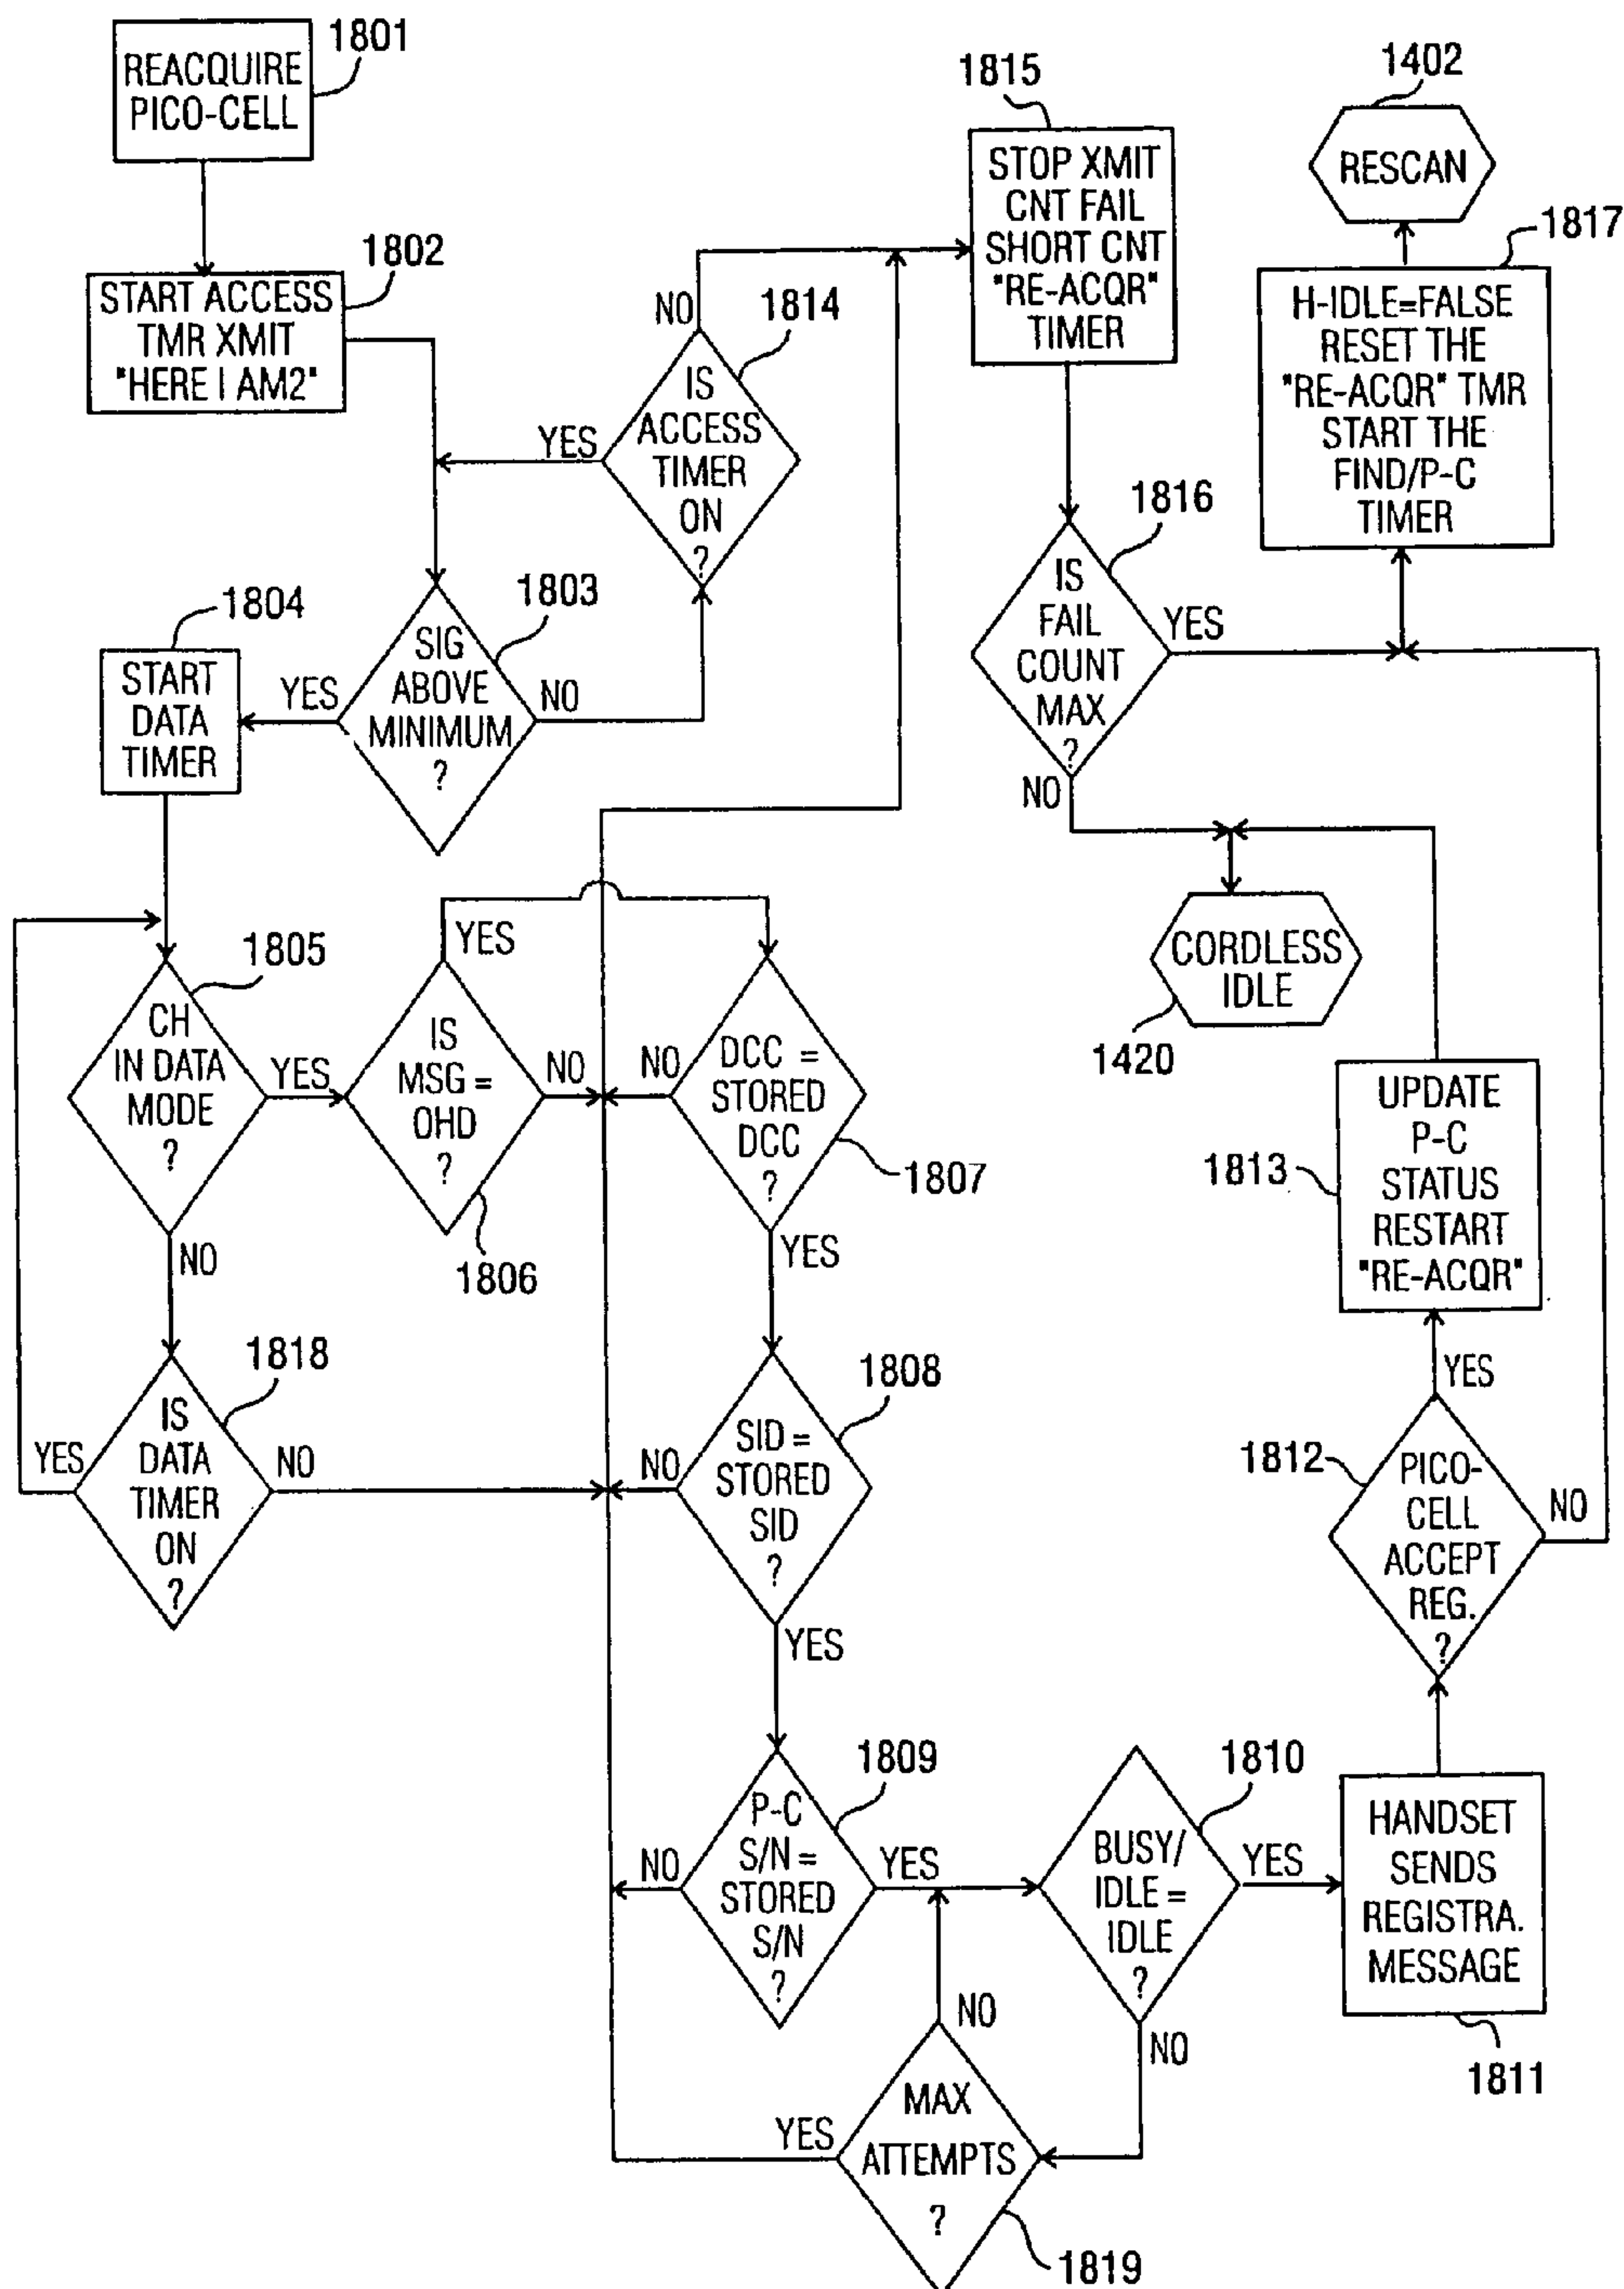 1801
REACQUIRE
PICO-CELL
1802
START ACCESS
TMR XMIT
"HERE I AM2"
1814
IS
ACCESS
TIMER
ON
?
NO
YES
1803
SIG
ABOVE
MINIMUM
?
YES
NO
1804
START
DATA
TIMER
1805
CH
IN DATA
MODE
?
YES
NO
IS
MSG =
OHD
?
YES
NO
1806
DCC =
STORED
DCC
?
NO
YES
1807
1818
IS
DATA
TIMER
ON
?
YES
NO
1808
SID =
STORED
SID
?
NO
YES
1809
P-C
S/N =
STORED
S/N
?
NO
YES
1810
BUSY/
IDLE =
IDLE
?
YES
NO
MAX
ATTEMPTS
?
YES
NO
1819
HANDSET
SENDS
REGISTRA.
MESSAGE
1811
1812
PICO-
CELL
ACCEPT
REG.
?
YES
NO
1813
UPDATE
P-C
STATUS
RESTART
"RE-ACQR"
1815
STOP XMIT
CNT FAIL
SHORT CNT
"RE-ACQR"
TIMER
1816
IS
FAIL
COUNT
MAX
?
YES
NO
CORDLESS
IDLE
1420
1817
H-IDLE=FALSE
RESET THE
"RE-ACQR" TMR
START THE
FIND/P-C
TIMER
1402
RESCAN